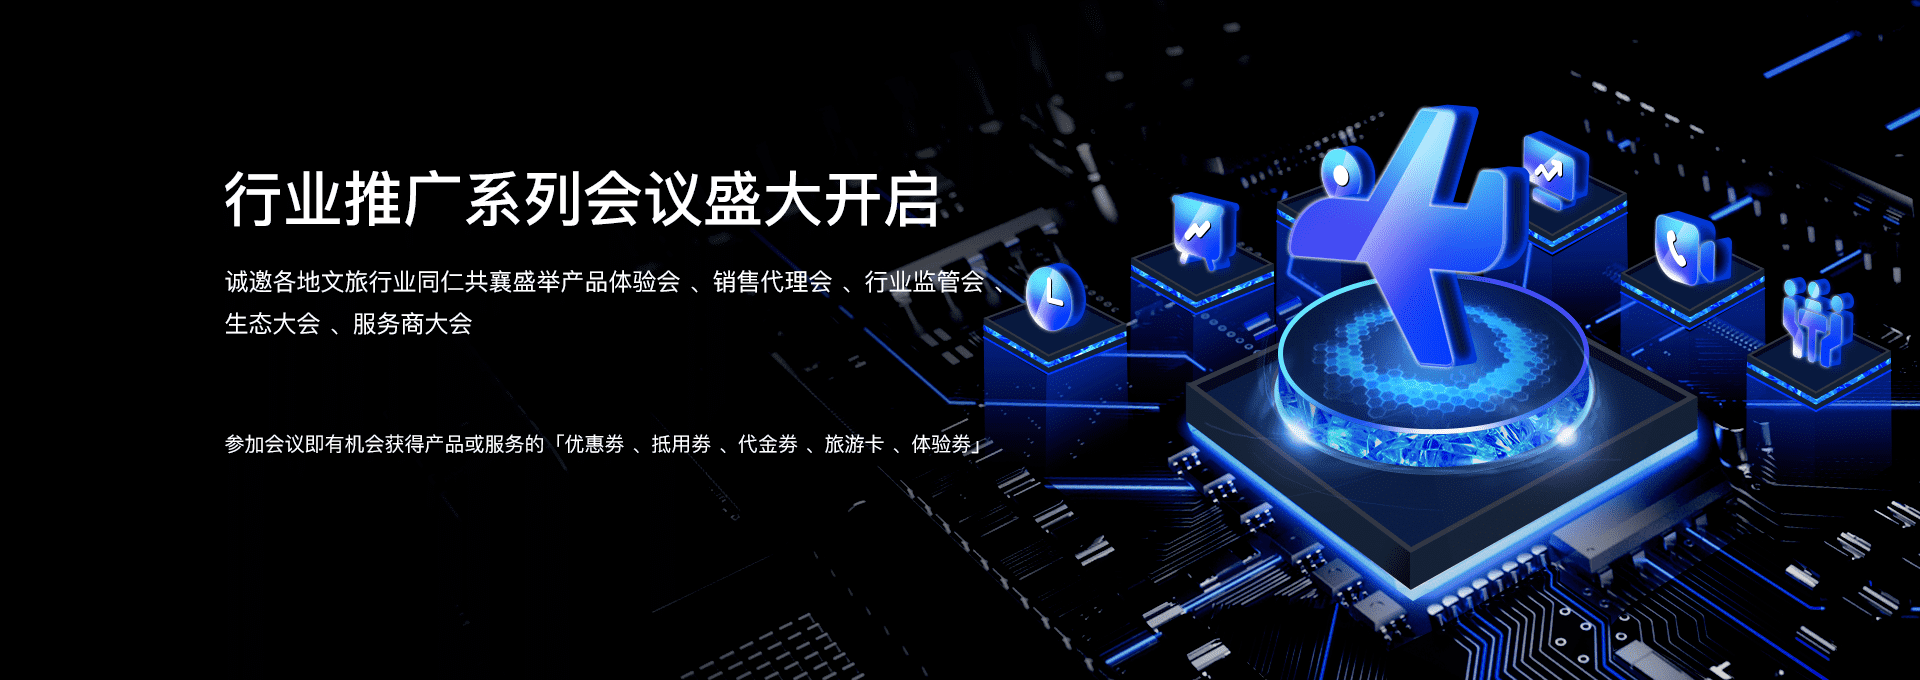 行业推广系列会议盛大开启
诚邀各地文旅行业同仁共襄盛举产品体验会 、销售代理会 、行业监管会 、
生态大会 、服务商大会
参加会议即有机会获得产品或服务的「优惠劵 、抵用劵 、代金劵 、旅游卡 、体验劵」